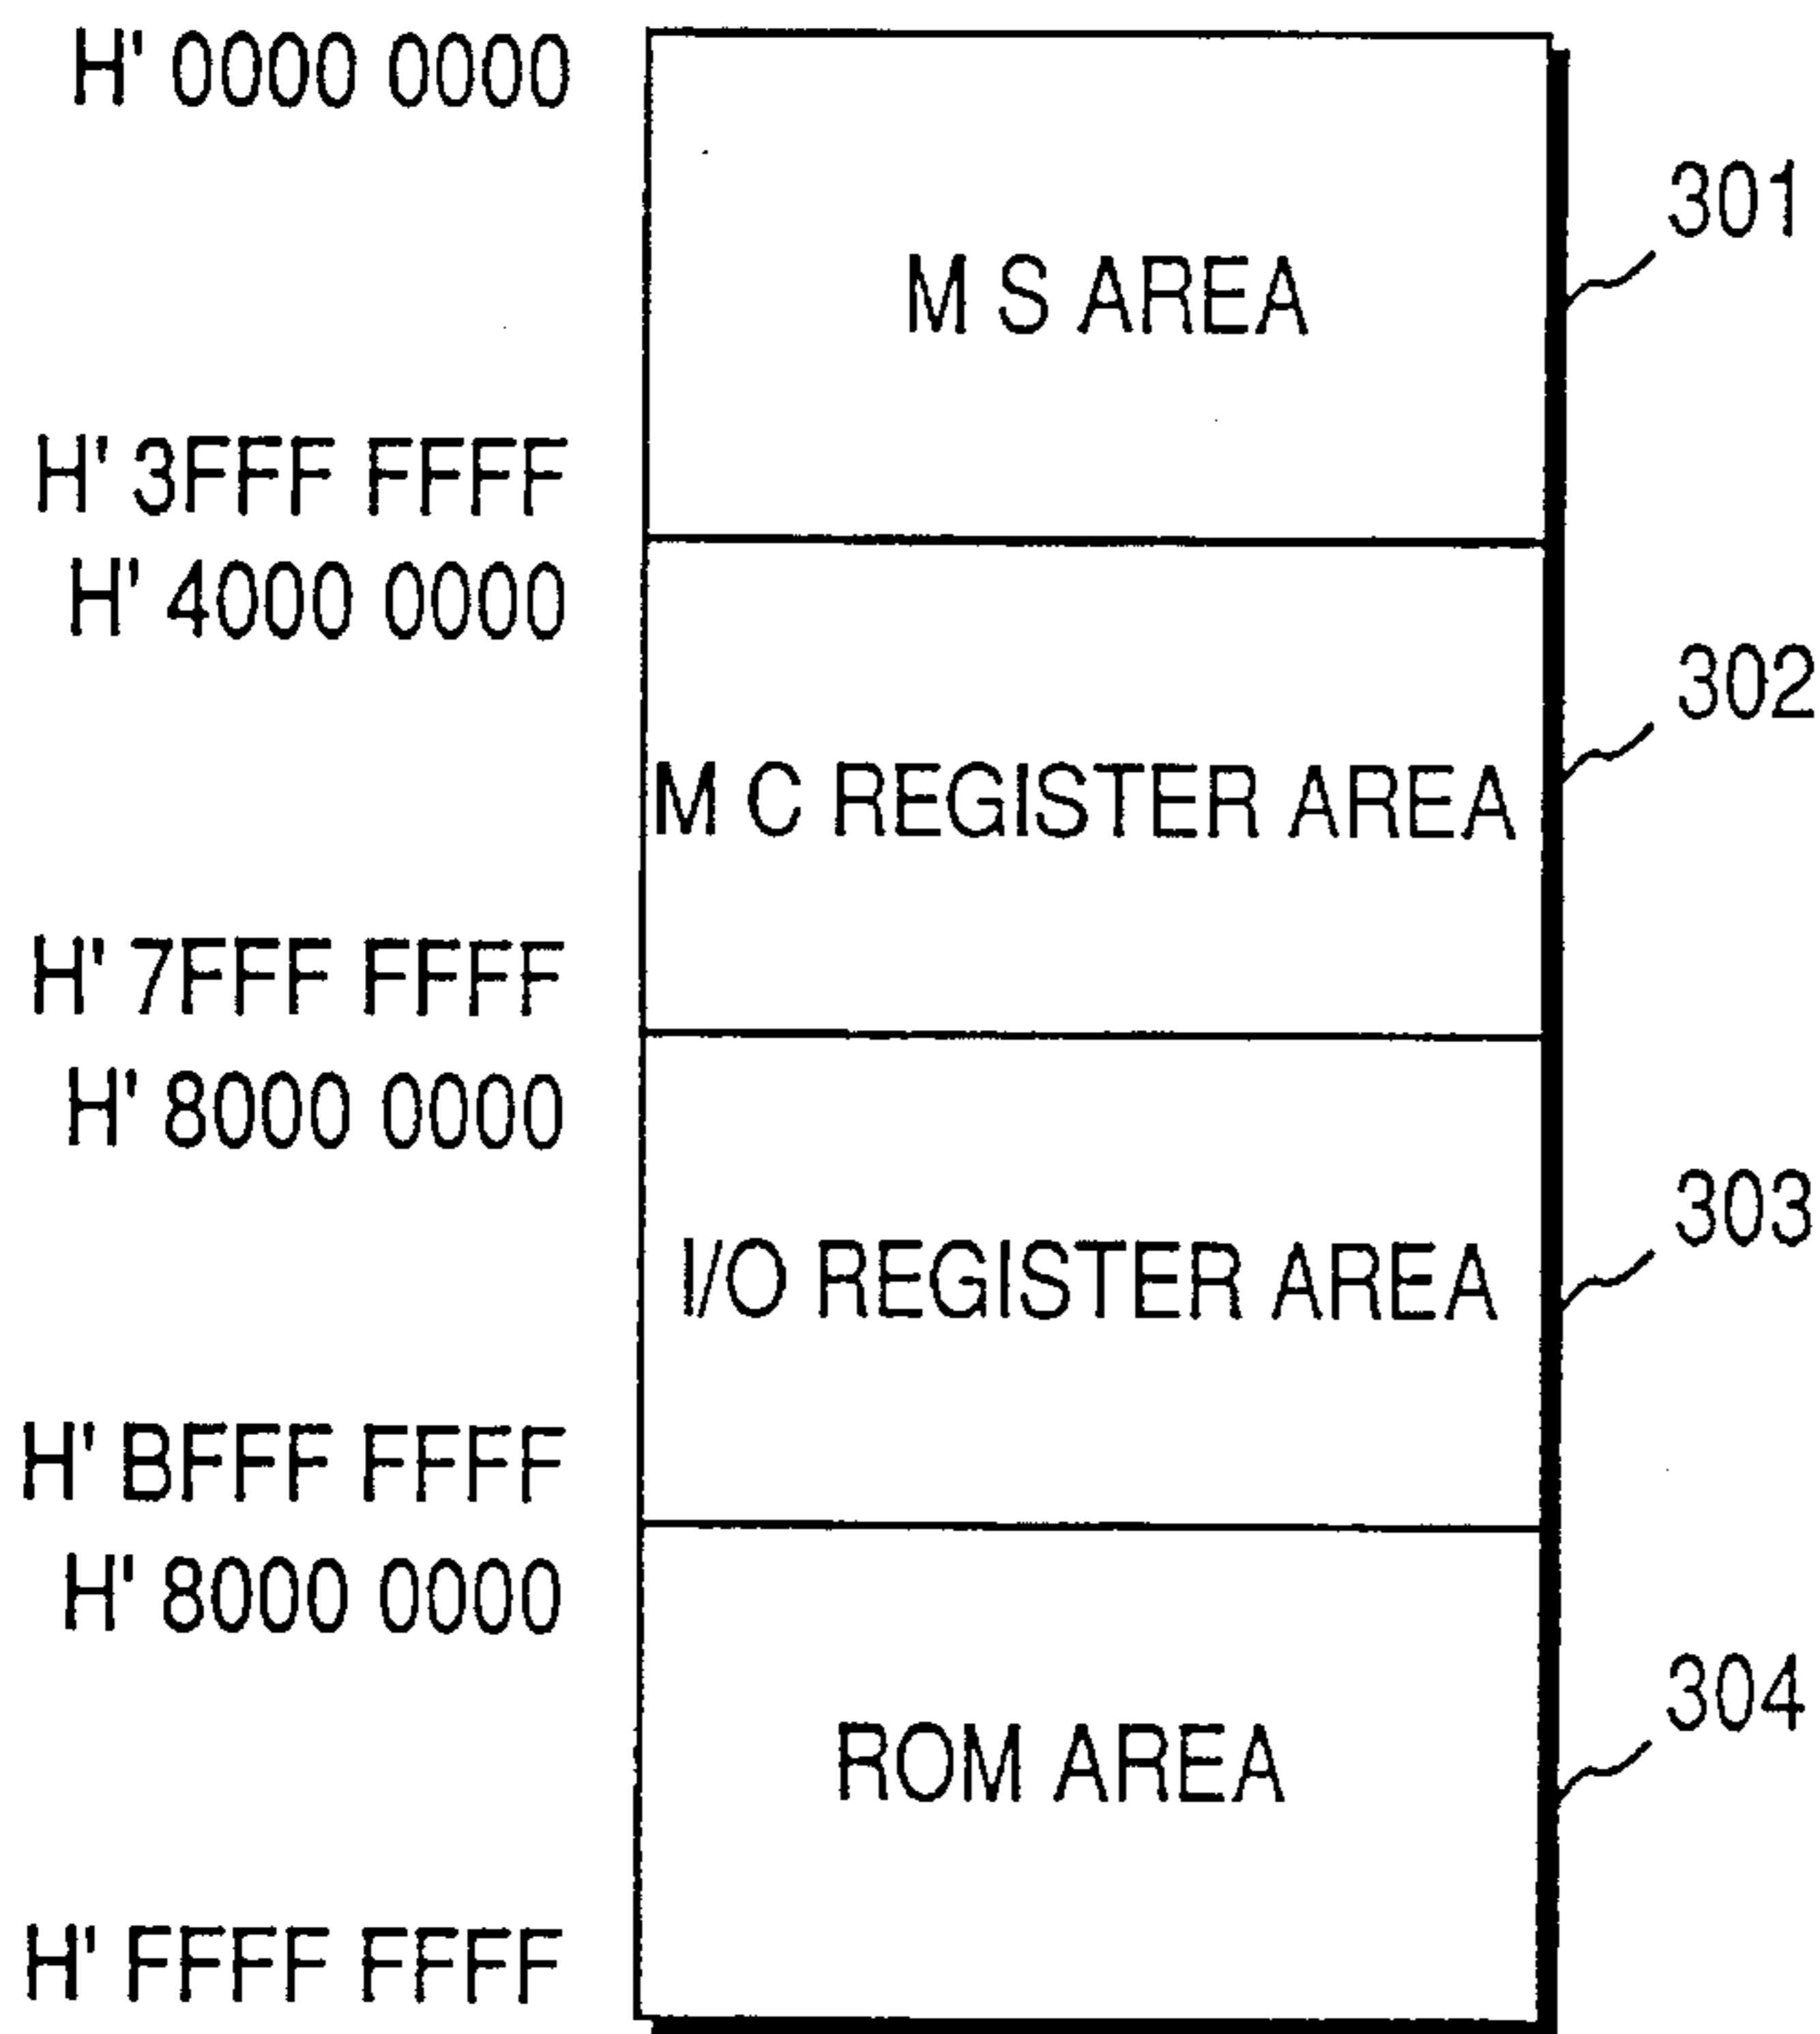 H' 0000 0000
301
M S AREA
H' 3FFF FFFF
H' 4000 0000
302
M C REGISTER AREA
H' 7FFF FFFF
H' 8000 0000
303
I/O REGISTER AREA
H' BFFF FFFF
H' 8000 0000
304
ROM AREA
H' FFFF FFFF